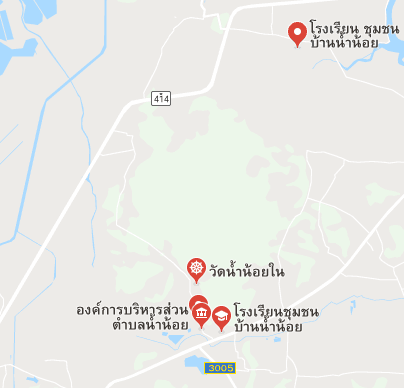 โรงเรียน ชุมชน
บ้านน้ำน้อย
414
วัดน้ำน้อยใน
องค์การบริหารส่วน
ตำบลน้ำน้อย
โรงเรียนชุมชน
บ้านน้ำน้อย
3005